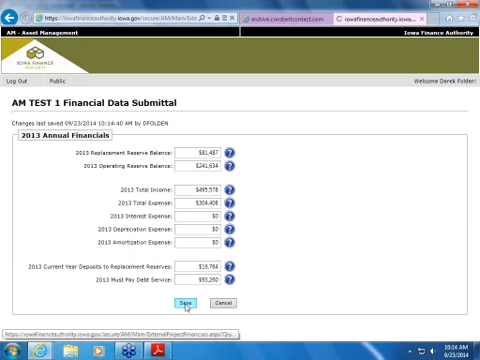 https://iowafinanceauthority.iowa.gov/secure/AM/Main/Exte
archive.constantcontact.com
iowafinanceauthority.iowa...
AM - Asset Management
Iowa Finance Authority
IOWA FINANCE
AUTHORITY
Log Out
Public
Welcome Derek Folden!
AM TEST 1 Financial Data Submittal
Changes last saved 09/23/2014 10:14:40 AM by DFOLDEN
2013 Annual Financials
2013 Replacement Reserve Balance: $81,487
2013 Operating Reserve Balance: $241,634
2013 Total Income: $495,578
2013 Total Expense: $304,408
2013 Interest Expense: $0
2013 Depreciation Expense: $0
2013 Amortization Expense: $0
2013 Current Year Deposits to Replacement Reserves: $16,764
2013 Must Pay Debt Service: $93,260
Save
Cancel
https://iowafinanceauthority.iowa.gov/secure/AM/Main/ExternalProjectFinancials.aspx?Qry...
10:14 AM
9/23/2014